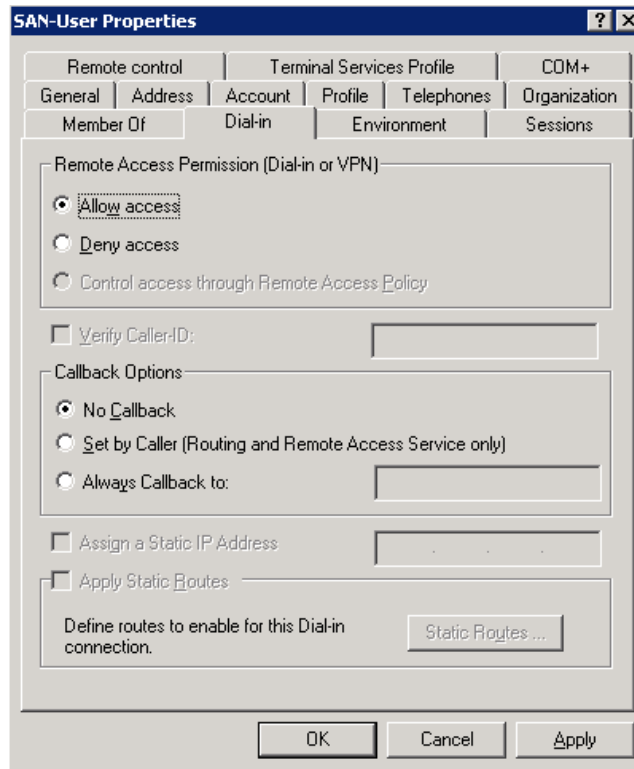 SAN-User Properties
Remote control Terminal Services Profile COM+
General Address Account Profile Telephones Organization
Member Of Dial-in Environment Sessions
Remote Access Permission (Dial-in or VPN)
Allow access
Deny access
Control access through Remote Access Policy
Verify Caller-ID:
Callback Options
No Callback
Set by Caller (Routing and Remote Access Service only)
Always Callback to:
Assign a Static IP Address
Apply Static Routes
Define routes to enable for this Dial-in
connection.
Static Routes ...
OK Cancel Apply